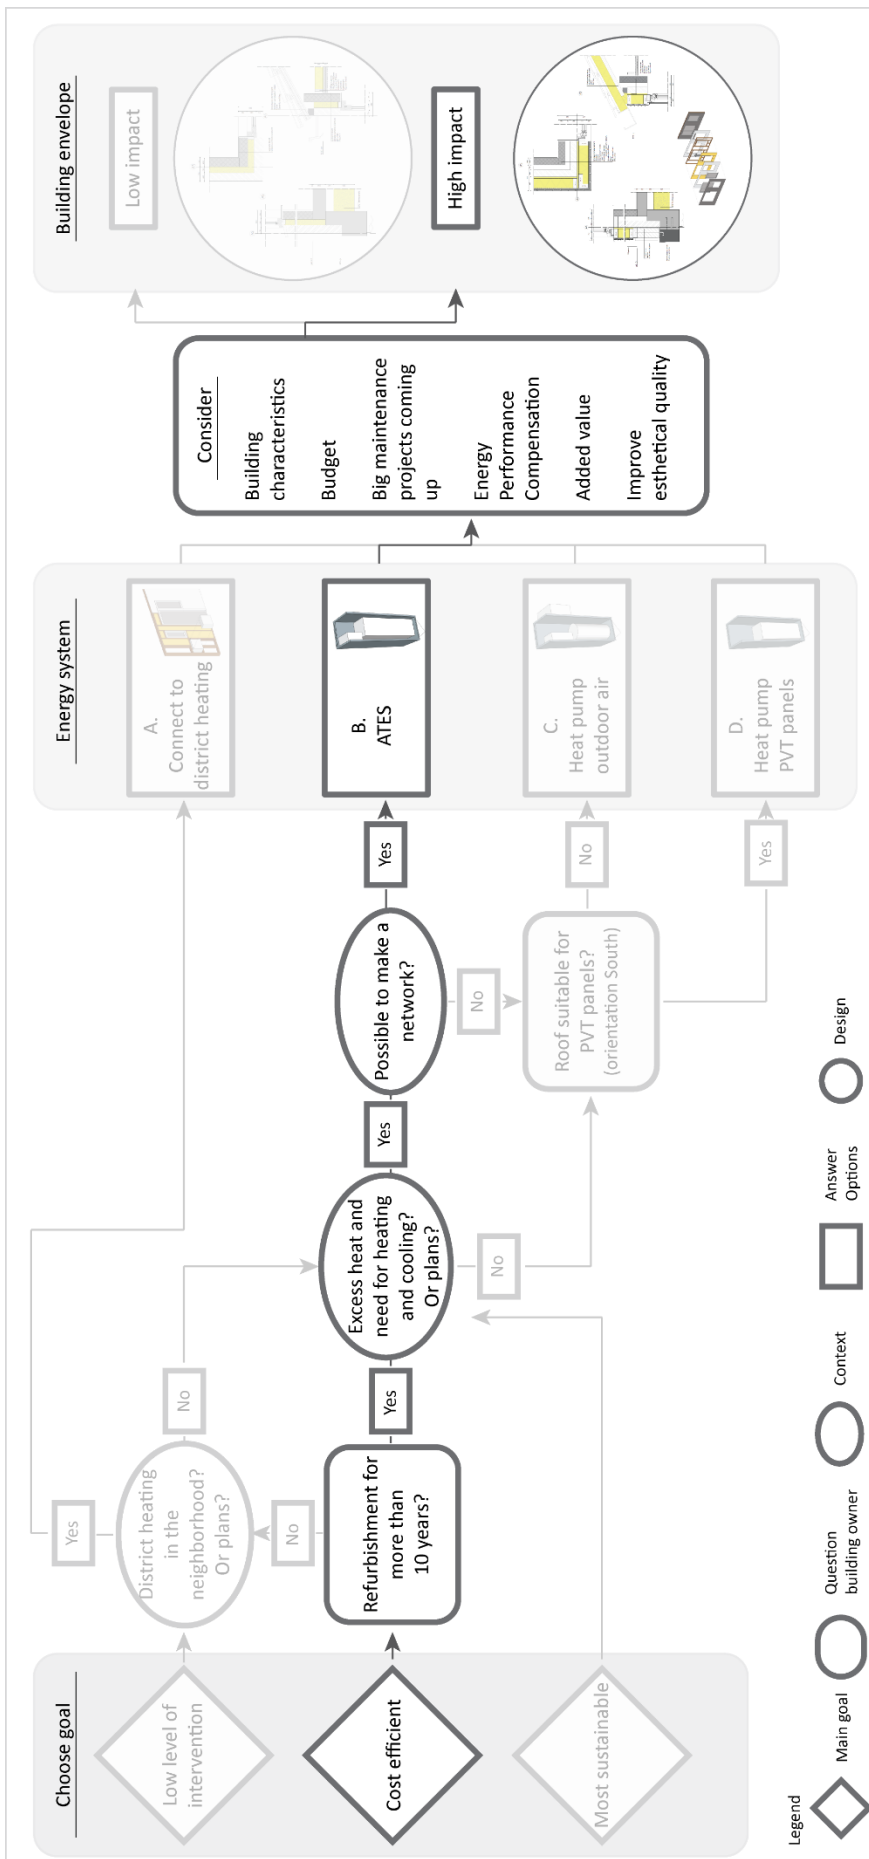 Choose goal
Low level of
intervention
Cost efficient
Most sustainable
District heating
in the
neighborhood?
Or plans?
Yes
No
No
Refurbishment for
more than
10 years?
Yes
Excess heat and
need for heating
and cooling?
Or plans?
No
Yes
Possible to make a
network?
No
Yes
Roof suitable for
PVT panels?
(orientation South)
No
Yes
Energy system
A.
Connect to
district heating
B.
ATES
C.
Heat pump
outdoor air
D.
Heat pump
PVT panels
Consider
Building
characteristics
Budget
Big maintenance
projects coming
up
Energy
Performance
Compensation
Added value
Improve
esthetical quality
Building envelope
Low impact
High impact
Legend
Main goal
Question
building owner
Context
Answer
Options
Design